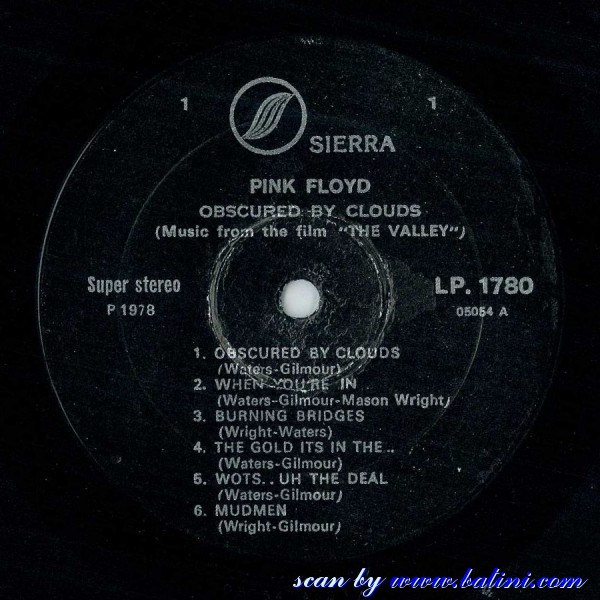 1 1
SIERRA
PINK FLOYD
OBSCURED BY CLOUDS
(Music from the film "THE VALLEY")
Super stereo LP. 1780
P 1978 05054 A
1. OBSCURED BY CLOUDS
(Waters-Gilmour)
2. WHEN YOU'RE IN ..
(Waters-Gilmour-Mason Wright)
3. BURNING BRIDGES
(Wright-Waters)
4. THE GOLD ITS IN THE..
(Waters-Gilmour)
5. WOTS.. UH THE DEAL
(Waters-Gilmour)
6. MUDMEN
(Wright-Gilmour)
scan by www.batini.com